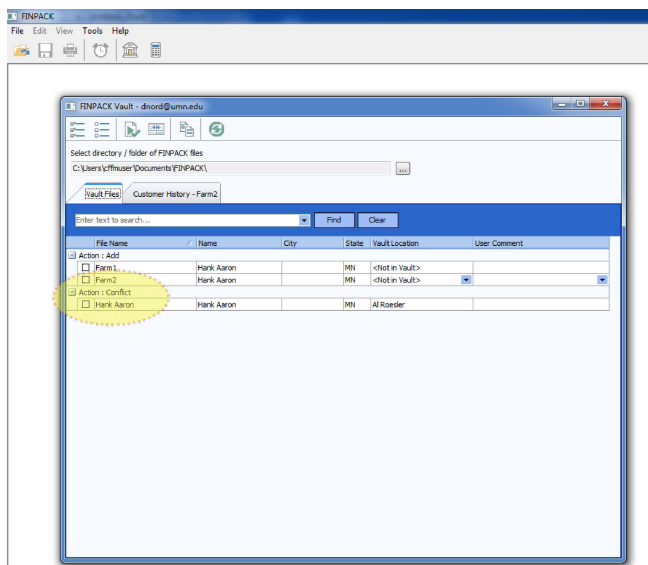 FINPACK
File Edit View Tools Help
FINPACK Vault - dnord@umn.edu
Select directory / folder of FINPACK files
C:\Users\cffmuser\Documents\FINPACK\
...
Vault Files Customer History - Farm2
Enter text to search... Find Clear
File Name Name City State Vault Location User Comment
Action : Add
Farm1 Hank Aaron MN <Not in Vault>
Farm2 Hank Aaron MN <Not in Vault>
Action : Conflict
Hank Aaron Hank Aaron MN Al Roesler